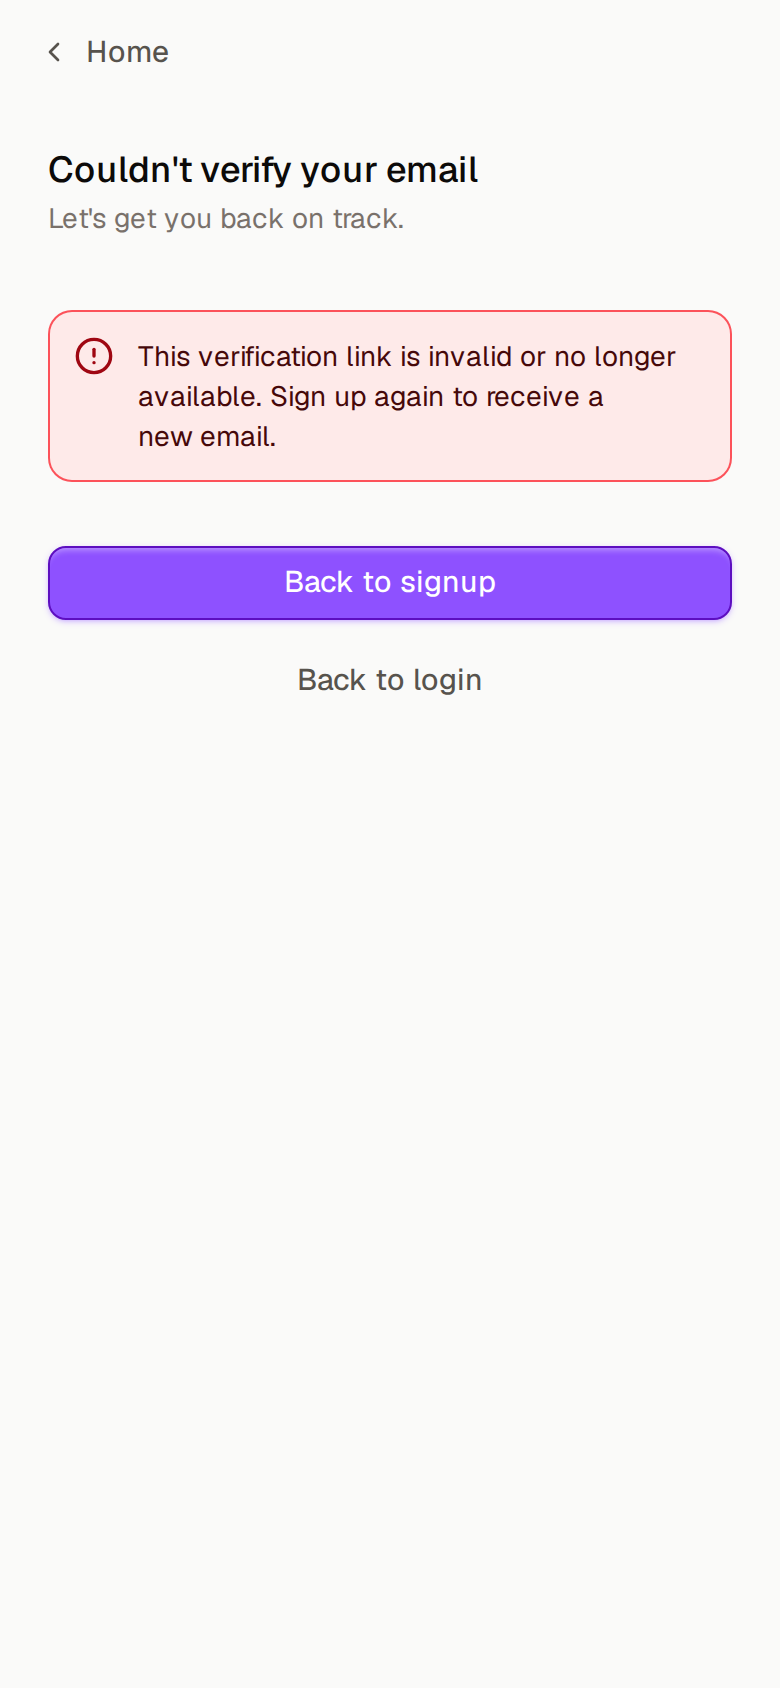 Home
Couldn't verify your email
Let's get you back on track.
This verification link is invalid or no longer
available. Sign up again to receive a
new email.
Back to signup
Back to login